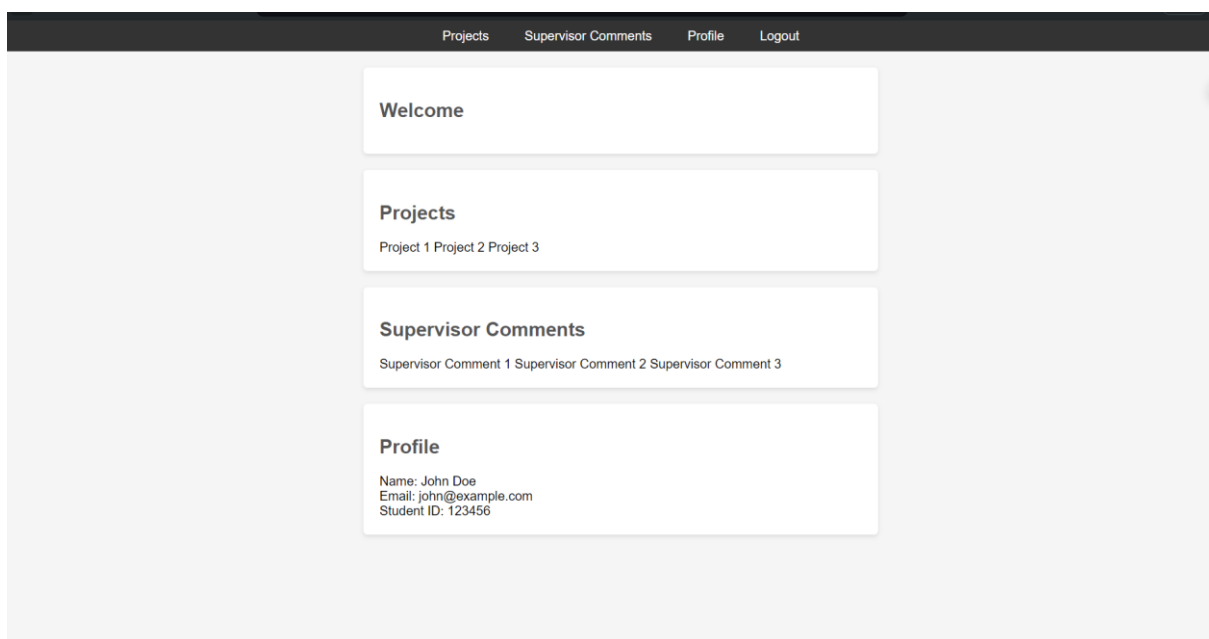 Projects Supervisor Comments Profile Logout
Welcome
Projects
Project 1 Project 2 Project 3
Supervisor Comments
Supervisor Comment 1 Supervisor Comment 2 Supervisor Comment 3
Profile
Name: John Doe
Email: john@example.com
Student ID: 123456